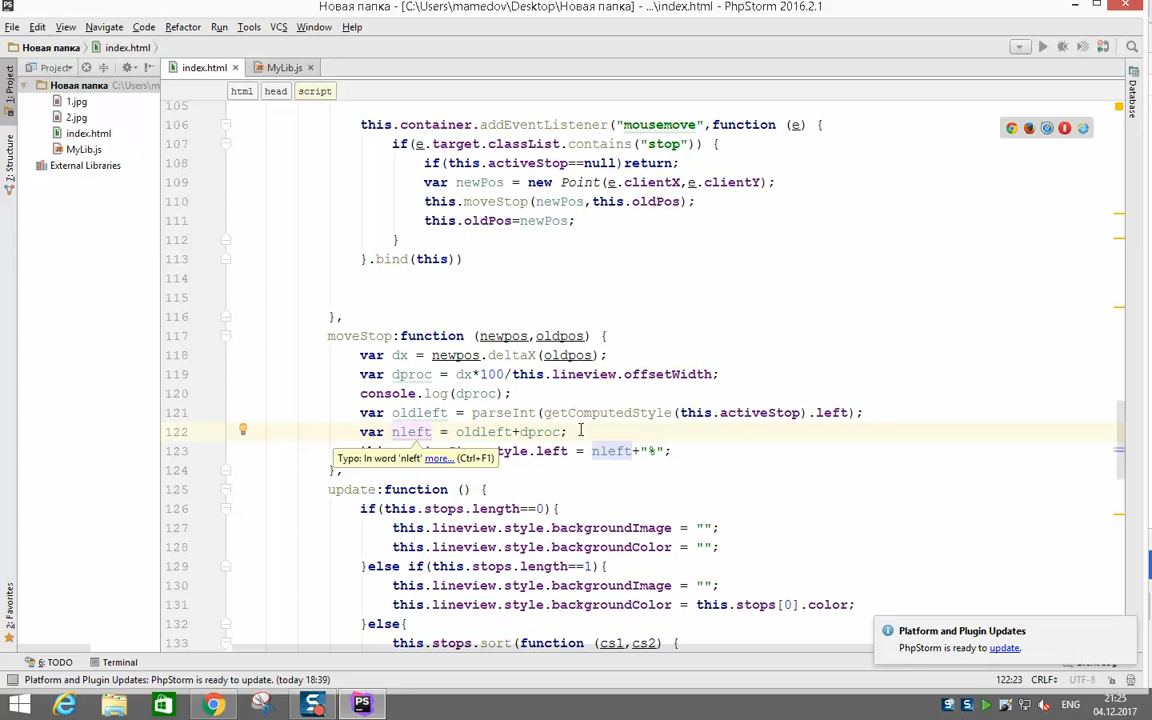 Новая папка - [C:\Users\mamedov\Desktop\Новая папка] - ...\index.html - PhpStorm 2016.2.1
File Edit View Navigate Code Refactor Run Tools VCS Window Help
Новая папка index.html
Project index.html MyLib.js
1: Project
Новая папка C:\Users\m
html head script
1.jpg
2.jpg
index.html
MyLib.js
External Libraries
Database
7: Structure
2: Favorites
105
106 this.container.addEventListener("mousemove",function (e) {
107 if(e.target.classList.contains("stop")) {
108 if(this.activeStop==null)return;
109 var newPos = new Point(e.clientX,e.clientY);
110 this.moveStop(newPos,this.oldPos);
111 this.oldPos=newPos;
112 }
113 }.bind(this))
114
115
116 },
117 moveStop:function (newpos,oldpos) {
118 var dx = newpos.deltaX(oldpos);
119 var dproc = dx*100/this.lineview.offsetWidth;
120 console.log(dproc);
121 var oldleft = parseInt(getComputedStyle(this.activeStop).left);
122 var nleft = oldleft+dproc;
123 style.left = nleft+"%";
Typo: In word 'nleft' more... (Ctrl+F1)
124 },
125 update:function () {
126 if(this.stops.length==0){
127 this.lineview.style.backgroundImage = "";
128 this.lineview.style.backgroundColor = "";
129 }else if(this.stops.length==1){
130 this.lineview.style.backgroundImage = "";
131 this.lineview.style.backgroundColor = this.stops[0].color;
132 }else{
133 this.stops.sort(function (cs1,cs2) {
Platform and Plugin Updates
PhpStorm is ready to update.
6: TODO Terminal
Platform and Plugin Updates: PhpStorm is ready to update. (today 18:39) 122:23 CRLF UTF-8
ENG
21:25
04.12.2017